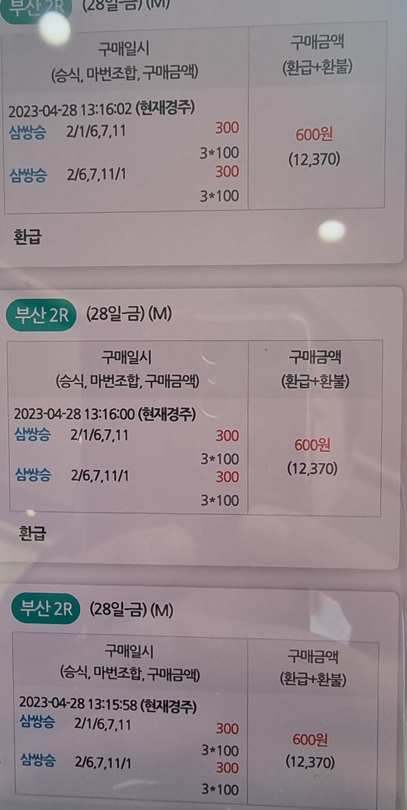 부산 2R (28일-금) (M)
구매일시 구매금액
(승식, 마번조합, 구매금액) (환급+환불)
2023-04-28 13:16:02 (현재경주)
삼쌍승 2/1/6,7,11 300
3*100
삼쌍승 2/6,7,11/1 300
3*100
600원
(12,370)
환급
부산 2R (28일-금) (M)
구매일시 구매금액
(승식, 마번조합, 구매금액) (환급+환불)
2023-04-28 13:16:00 (현재경주)
삼쌍승 2/1/6,7,11 300
3*100
삼쌍승 2/6,7,11/1 300
3*100
600원
(12,370)
환급
부산 2R (28일-금) (M)
구매일시 구매금액
(승식, 마번조합, 구매금액) (환급+환불)
2023-04-28 13:15:58 (현재경주)
삼쌍승 2/1/6,7,11 300
3*100
삼쌍승 2/6,7,11/1 300
3*100
600원
(12,370)